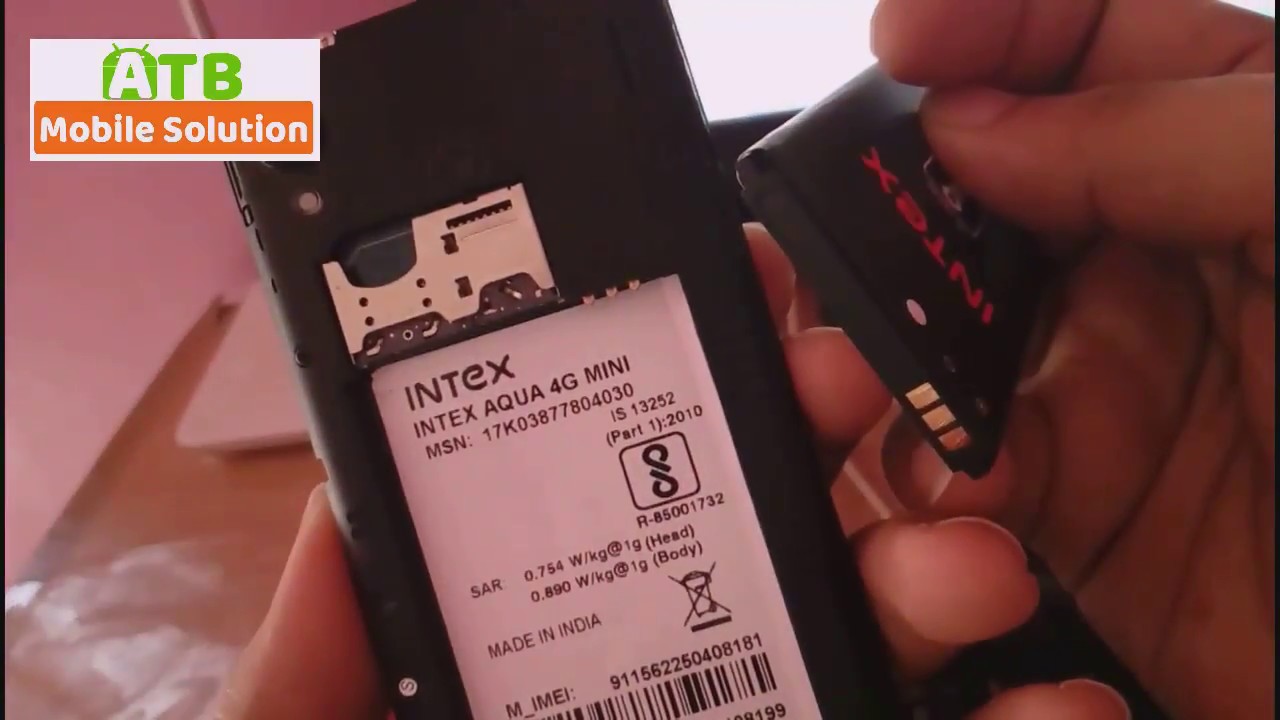 ATB
Mobile Solution
INTEX
INTEX
INTEX AQUA 4G MINI
MSN: 17K03877804030
IS 13252
(Part 1):2010
R-85001732
SAR: 0.754 W/kg@1g (Head)
0.890 W/kg@1g (Body)
MADE IN INDIA
M_IMEI: 911562250408181
08199